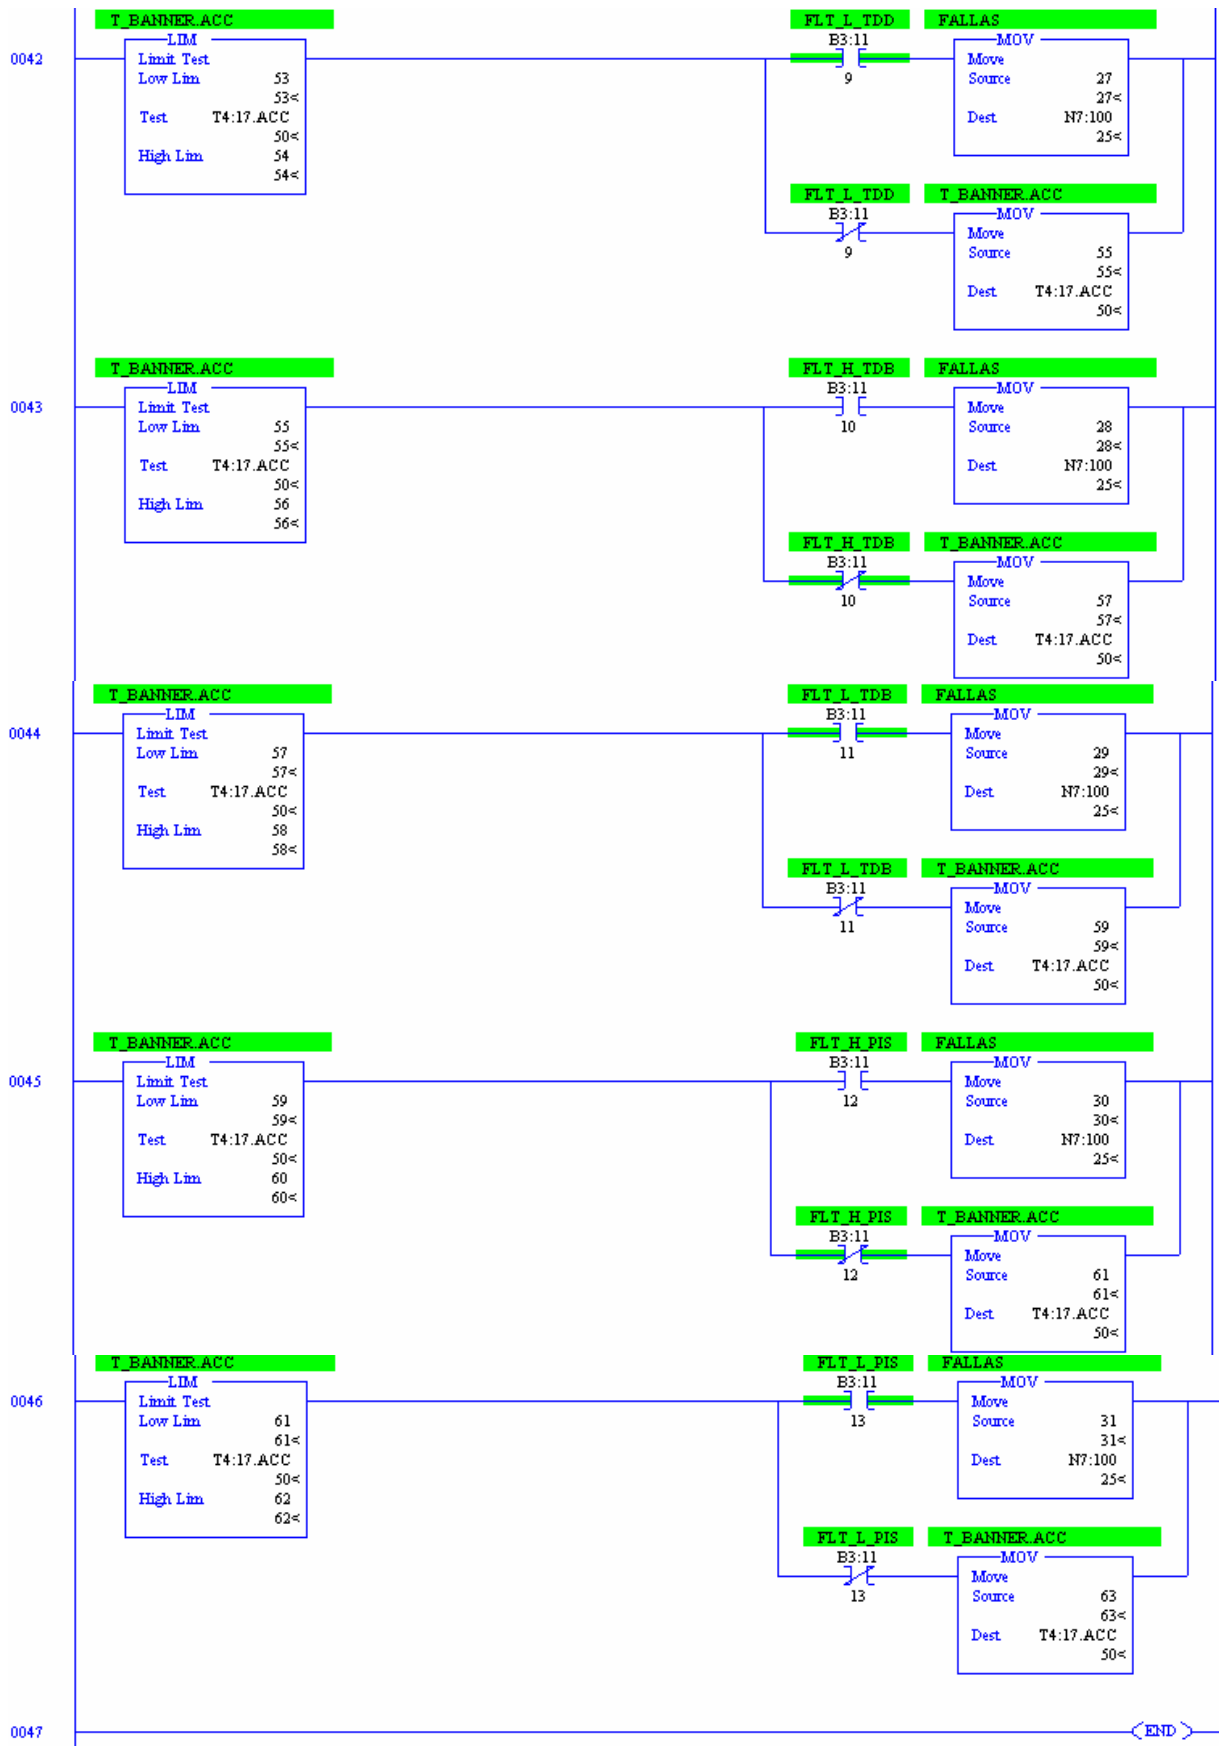 T_BANNER.ACC FLT_L_TDD FALLAS
LIM B3:11 MOV
0042 Limit Test Move
Low Lim 53 9 Source 27
53< 27<
Test T4:17.ACC Dest N7:100
50< 25<
High Lim 54
54<
FLT_L_TDD T_BANNER.ACC
B3:11 MOV
Move
9 Source 55
55<
Dest T4:17.ACC
50<
T_BANNER.ACC FLT_H_TDB FALLAS
LIM B3:11 MOV
0043 Limit Test Move
Low Lim 55 10 Source 28
55< 28<
Test T4:17.ACC Dest N7:100
50< 25<
High Lim 56
56<
FLT_H_TDB T_BANNER.ACC
B3:11 MOV
Move
10 Source 57
57<
Dest T4:17.ACC
50<
T_BANNER.ACC FLT_L_TDB FALLAS
LIM B3:11 MOV
0044 Limit Test Move
Low Lim 57 11 Source 29
57< 29<
Test T4:17.ACC Dest N7:100
50< 25<
High Lim 58
58<
FLT_L_TDB T_BANNER.ACC
B3:11 MOV
Move
11 Source 59
59<
Dest T4:17.ACC
50<
T_BANNER.ACC FLT_H_PIS FALLAS
LIM B3:11 MOV
0045 Limit Test Move
Low Lim 59 12 Source 30
59< 30<
Test T4:17.ACC Dest N7:100
50< 25<
High Lim 60
60<
FLT_H_PIS T_BANNER.ACC
B3:11 MOV
Move
12 Source 61
61<
Dest T4:17.ACC
50<
T_BANNER.ACC FLT_L_PIS FALLAS
LIM B3:11 MOV
0046 Limit Test Move
Low Lim 61 13 Source 31
61< 31<
Test T4:17.ACC Dest N7:100
50< 25<
High Lim 62
62<
FLT_L_PIS T_BANNER.ACC
B3:11 MOV
Move
13 Source 63
63<
Dest T4:17.ACC
50<
0047 END